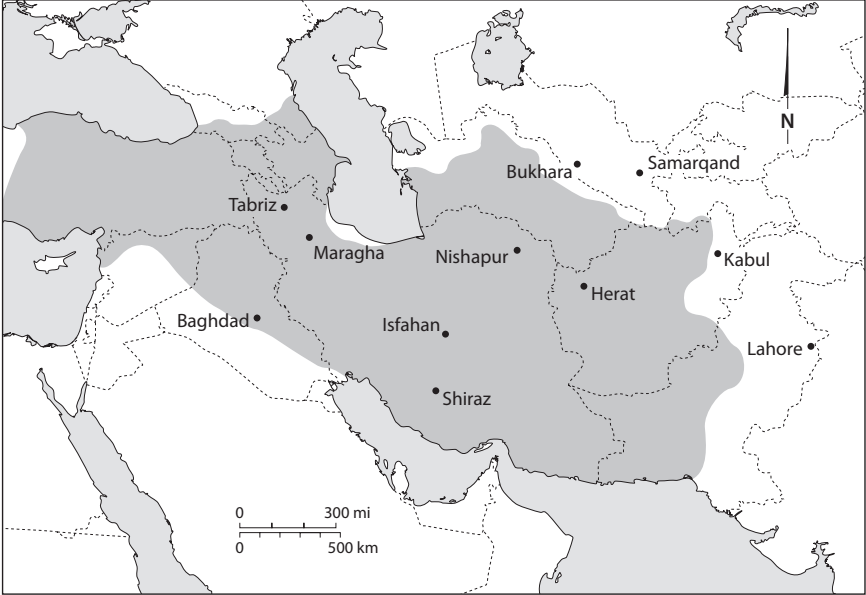 N
Bukhara
Samarqand
Tabriz
Maragha
Nishapur
Kabul
Herat
Baghdad
Isfahan
Lahore
Shiraz
0 300 mi
0 500 km